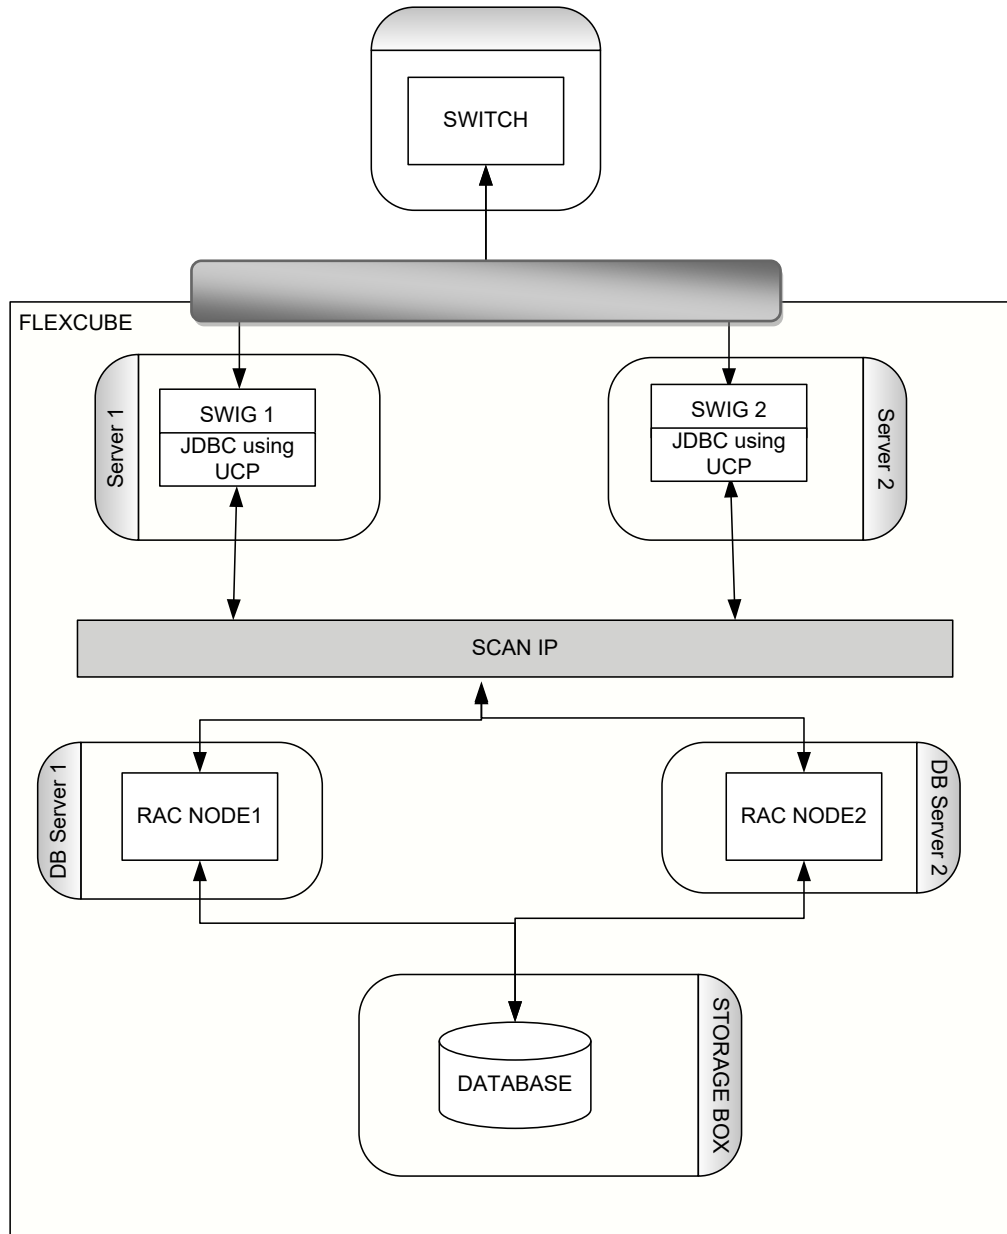 SWITCH
FLEXCUBE
Server 1
SWIG 1
JDBC using
UCP
SWIG 2
JDBC using
UCP
Server 2
SCAN IP
DB Server 1
RAC NODE1
RAC NODE2
DB Server 2
DATABASE
STORAGE BOX